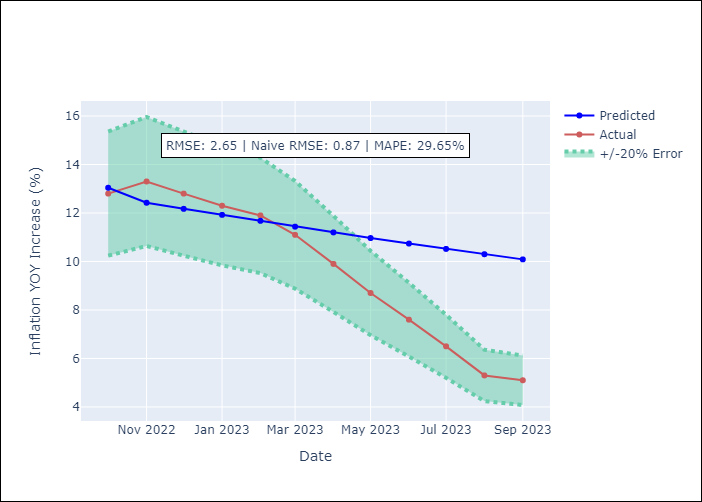 16
14
12
10
8
6
4
Inflation YOY Increase (%)
RMSE: 2.65 | Naive RMSE: 0.87 | MAPE: 29.65%
Predicted
Actual
+/-20% Error
Nov 2022
Jan 2023
Mar 2023
May 2023
Jul 2023
Sep 2023
Date